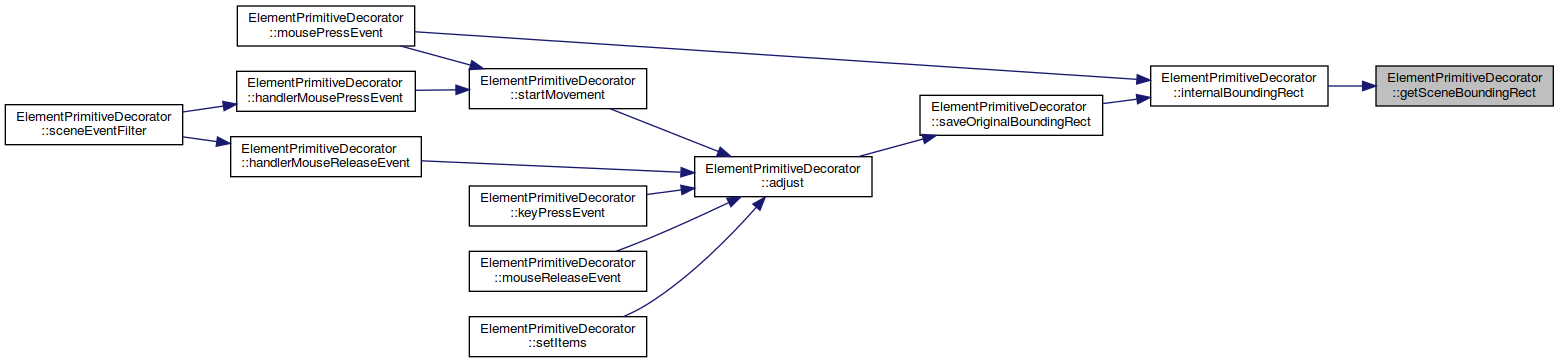 ElementPrimitiveDecorator
::mousePressEvent
ElementPrimitiveDecorator
::handlerMousePressEvent
ElementPrimitiveDecorator
::startMovement
ElementPrimitiveDecorator
::internalBoundingRect
ElementPrimitiveDecorator
::getSceneBoundingRect
ElementPrimitiveDecorator
::sceneEventFilter
ElementPrimitiveDecorator
::saveOriginalBoundingRect
ElementPrimitiveDecorator
::handlerMouseReleaseEvent
ElementPrimitiveDecorator
::adjust
ElementPrimitiveDecorator
::keyPressEvent
ElementPrimitiveDecorator
::mouseReleaseEvent
ElementPrimitiveDecorator
::setItems